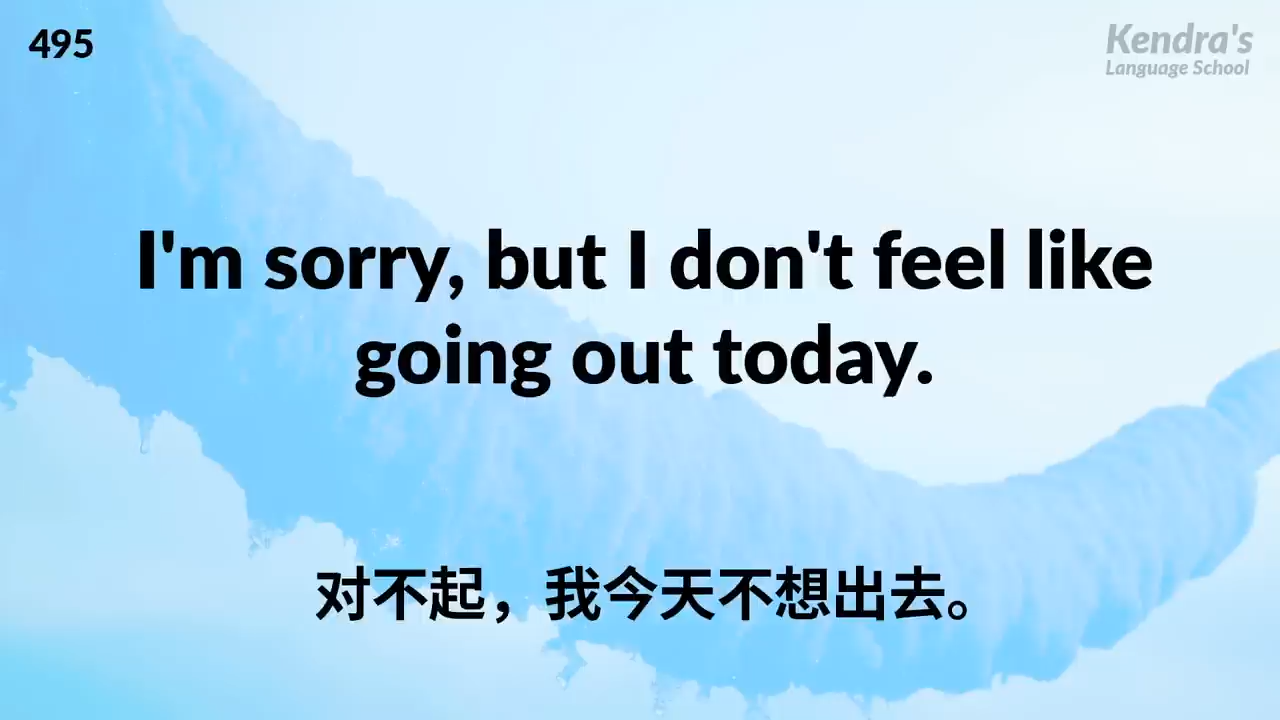 495
Kendra's
Language School
I'm sorry, but I don't feel like
going out today.
对不起，我今天不想出去。